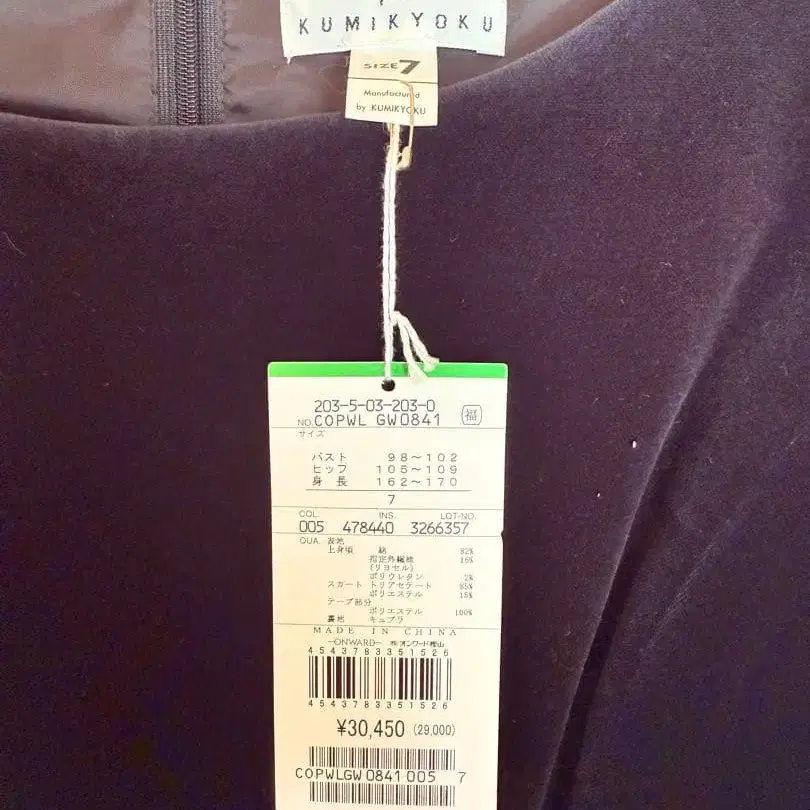 KUMIKYOKU
SIZE 7
Manufactured
by KUMIKYOKU
203-5-03-203-0
NO. COPWL GW0841 福
サイズ
バスト 98~102
ヒップ 105~109
身長 162~170
7
COL. INS. LOT-NO.
005 478440 3266357
QUA. 表地
上身頃 綿 82%
指定外繊維 16%
(リヨセル)
ポリウレタン 2%
スカート トリアセテート 85%
ポリエステル 15%
テープ部分
ポリエステル 100%
裏地 キュプラ
MADE IN CHINA
ONWARD ㈱オンワード樫山
4543783351526
4543783351526
¥30,450 (29,000)
COPWLGW0841 005 7